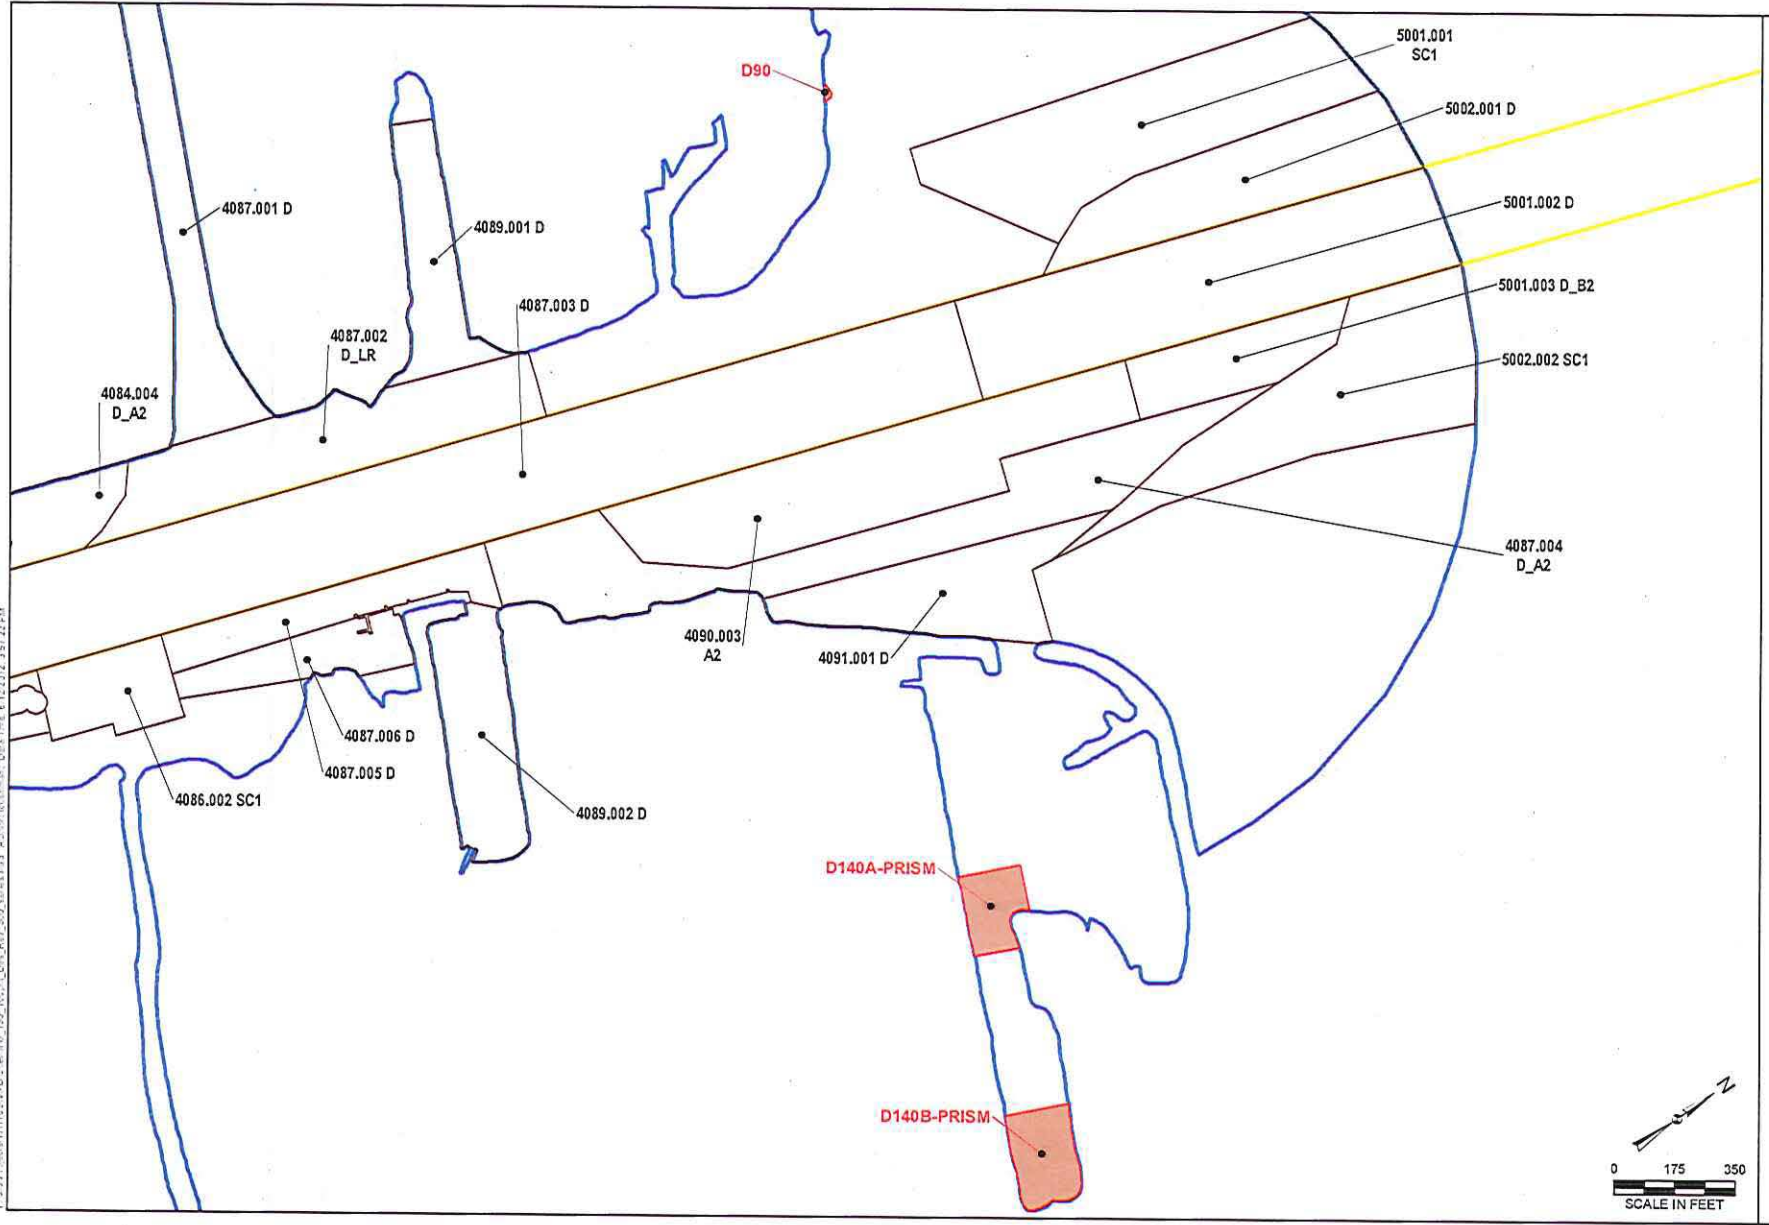 5001.001
SC1
D90
5002.001 D
5001.002 D
4087.001 D
4089.001 D
5001.003 D_B2
4087.003 D
4087.002
D_LR
5002.002 SC1
4084.004
D_A2
4087.004
D_A2
4090.003
A2
4091.001 D
4087.006 D
4087.005 D
4086.002 SC1
4089.002 D
D140A-PRISM
D140B-PRISM
N
0 175 350
SCALE IN FEET